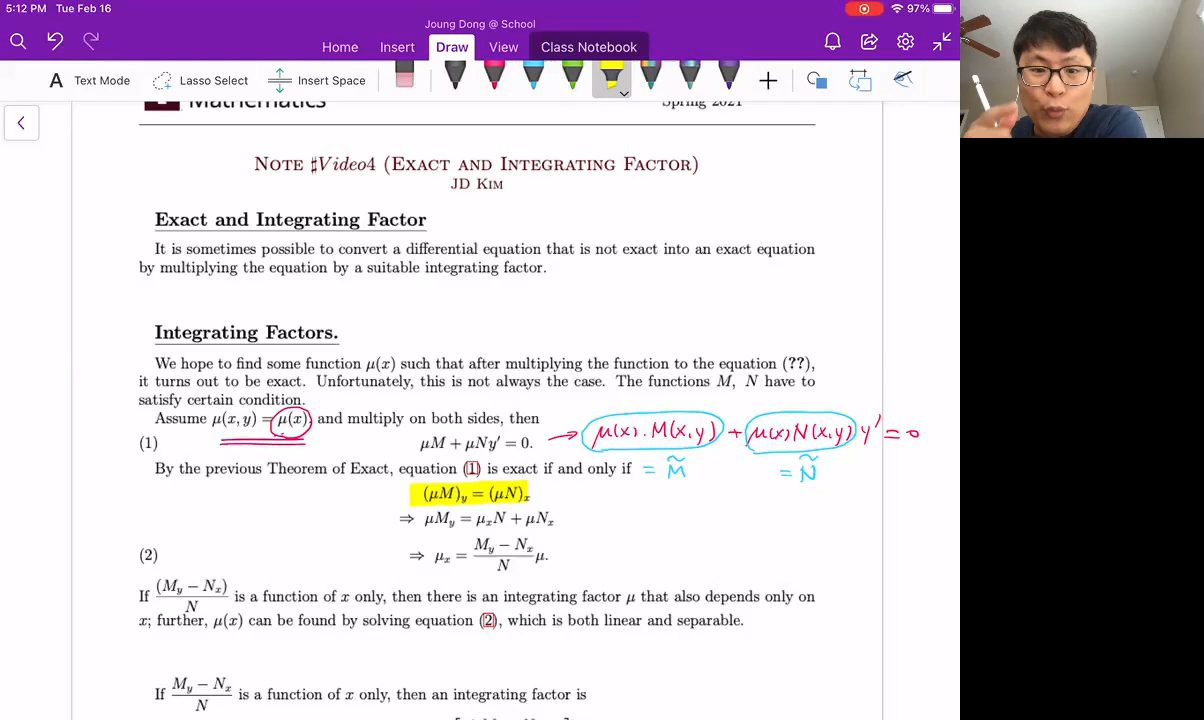 5:12 PM Tue Feb 16
97%
Joung Dong @ School
Home Insert Draw View Class Notebook
Text Mode Lasso Select Insert Space
Mathematics Spring 2021
NOTE ♯Video4 (EXACT AND INTEGRATING FACTOR)
JD KIM
Exact and Integrating Factor
It is sometimes possible to convert a differential equation that is not exact into an exact equation
by multiplying the equation by a suitable integrating factor.
Integrating Factors.
We hope to find some function μ(x) such that after multiplying the function to the equation (??),
it turns out to be exact. Unfortunately, this is not always the case. The functions M, N have to
satisfy certain condition.
Assume μ(x, y) = μ(x), and multiply on both sides, then
(1) μM + μNy′ = 0. → μ(x). M(x,y) + μ(x) N(x,y) y′ = 0
By the previous Theorem of Exact, equation (1) is exact if and only if = M̃ = Ñ
(μM)_y = (μN)_x
⇒ μM_y = μ_x N + μN_x
(2) ⇒ μ_x = (M_y − N_x)/N μ.
If (M_y − N_x)/N is a function of x only, then there is an integrating factor μ that also depends only on
x; further, μ(x) can be found by solving equation (2), which is both linear and separable.
If (M_y − N_x)/N is a function of x only, then an integrating factor is